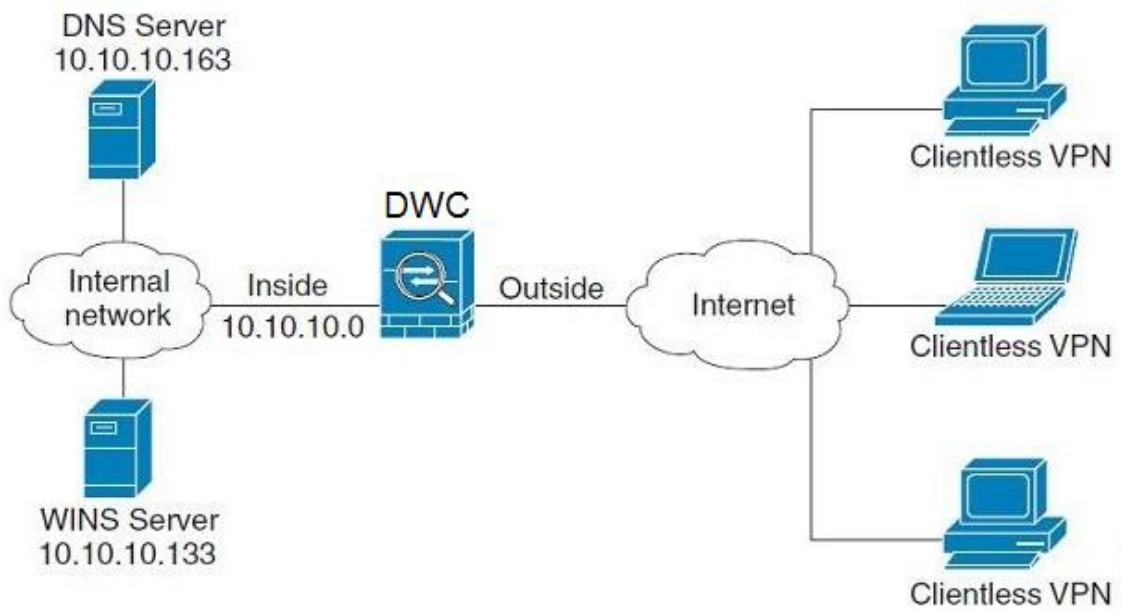 DNS Server
10.10.10.163
DWC
Clientless VPN
Internal
network
Inside
10.10.10.0
Outside
Internet
Clientless VPN
WINS Server
10.10.10.133
Clientless VPN